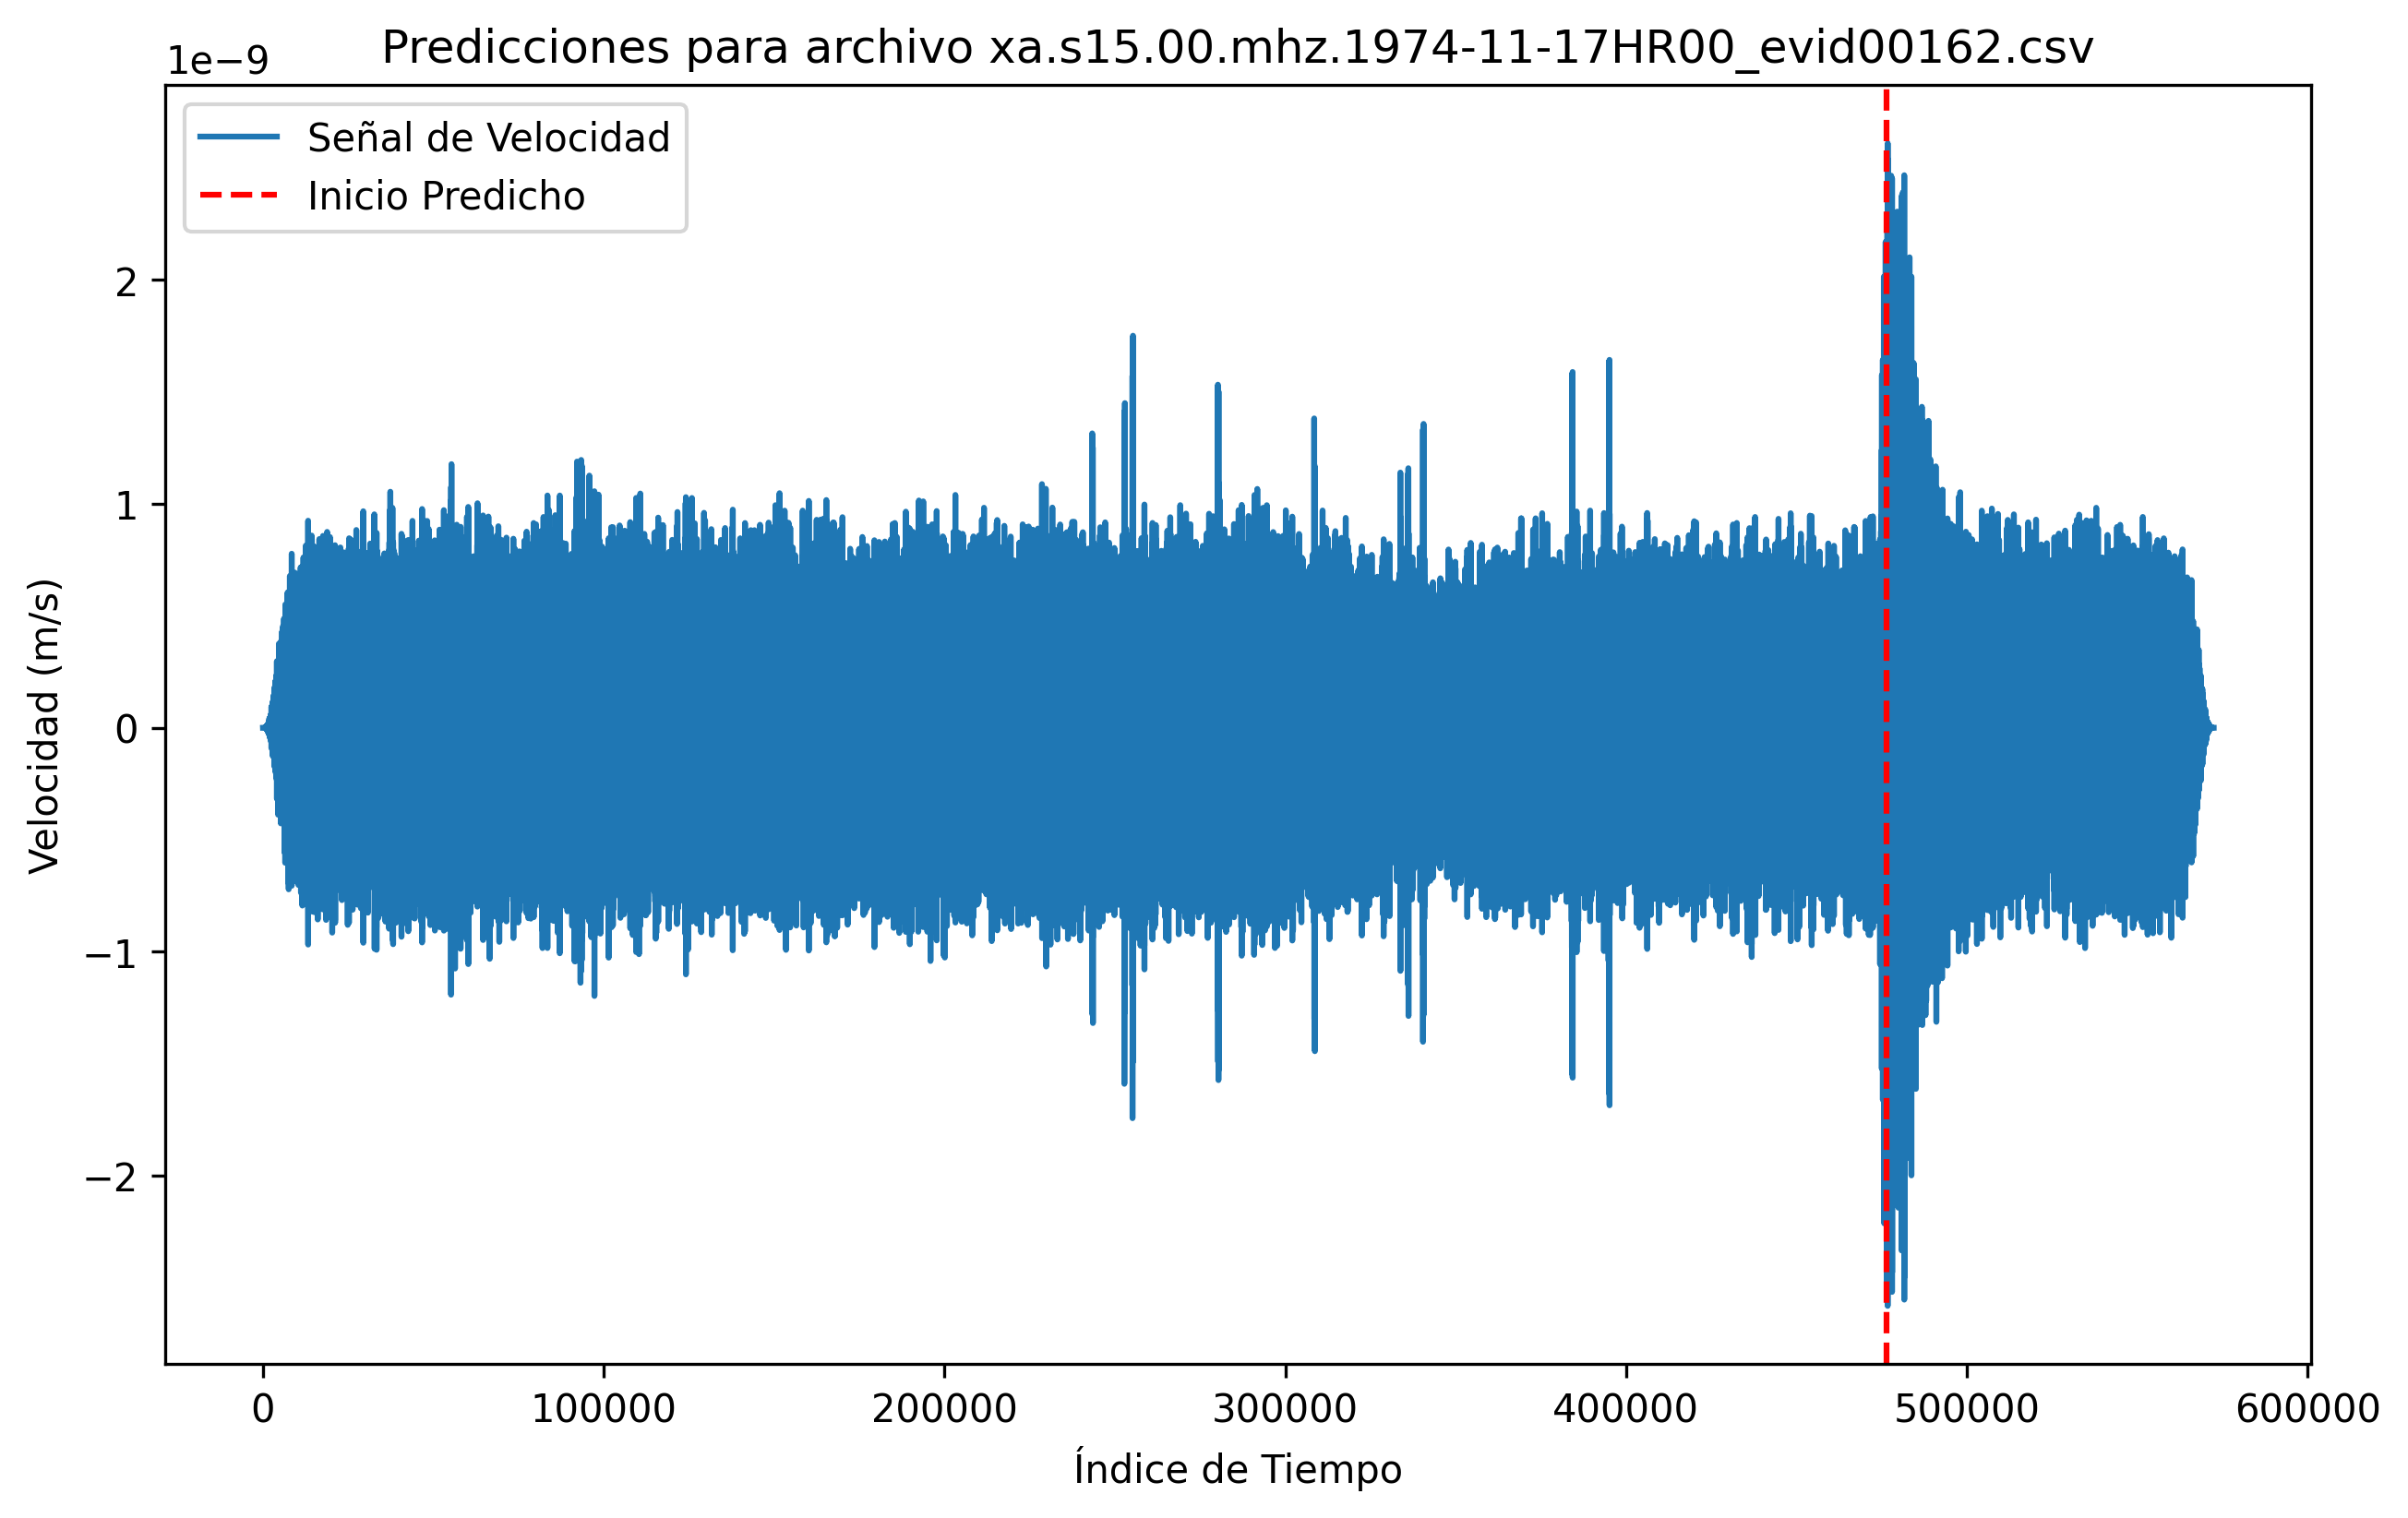 Predicciones para archivo xa.s15.00.mhz.1974-11-17HR00_evid00162.csv
1e−9
Señal de Velocidad
Inicio Predicho
2
1
0
−1
−2
Velocidad (m/s)
0 100000 200000 300000 400000 500000 600000
Índice de Tiempo